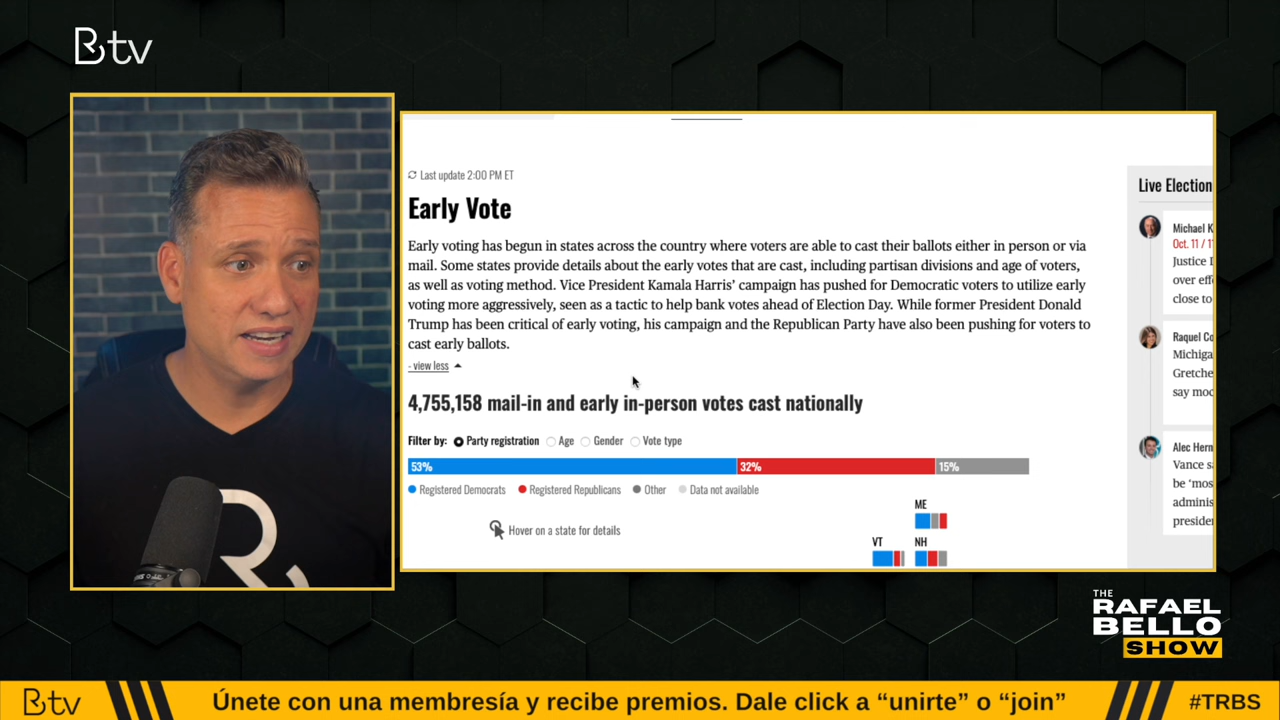 Btv
Last update 2:00 PM ET
Early Vote
Early voting has begun in states across the country where voters are able to cast their ballots either in person or via
mail. Some states provide details about the early votes that are cast, including partisan divisions and age of voters,
as well as voting method. Vice President Kamala Harris’ campaign has pushed for Democratic voters to utilize early
voting more aggressively, seen as a tactic to help bank votes ahead of Election Day. While former President Donald
Trump has been critical of early voting, his campaign and the Republican Party have also been pushing for voters to
cast early ballots.
- view less
4,755,158 mail-in and early in-person votes cast nationally
Filter by: Party registration Age Gender Vote type
53% 32% 15%
Registered Democrats Registered Republicans Other Data not available
Hover on a state for details
ME
VT NH
Live Election
Michael K
Oct. 11 / 11
Justice D
over eff
close to
Raquel Co
Michiga
Gretche
say moc
Alec Hern
Vance s
be ‘mos
adminis
preside
THE
RAFAEL
BELLO
SHOW
Btv
Únete con una membresía y recibe premios. Dale click a “unirte” o “join”
#TRBS